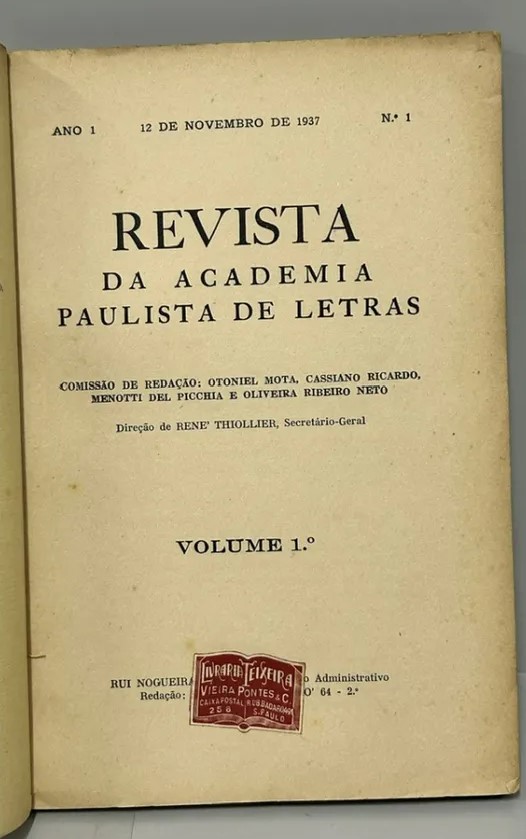 ANO 1 12 DE NOVEMBRO DE 1937 N.º 1
REVISTA
DA ACADEMIA
PAULISTA DE LETRAS
COMISSÃO DE REDAÇÃO: OTONIEL MOTA, CASSIANO RICARDO,
MENOTTI DEL PICCHIA E OLIVEIRA RIBEIRO NETO
Direção de RENE' THIOLLIER, Secretário-Geral
VOLUME 1.º
RUI NOGUEIRA Administrativo
Redação: 64 - 2.º
LIVRARIA TEIXEIRA
VIEIRA PONTES & C.
CAIXA POSTAL
258
S. PAULO